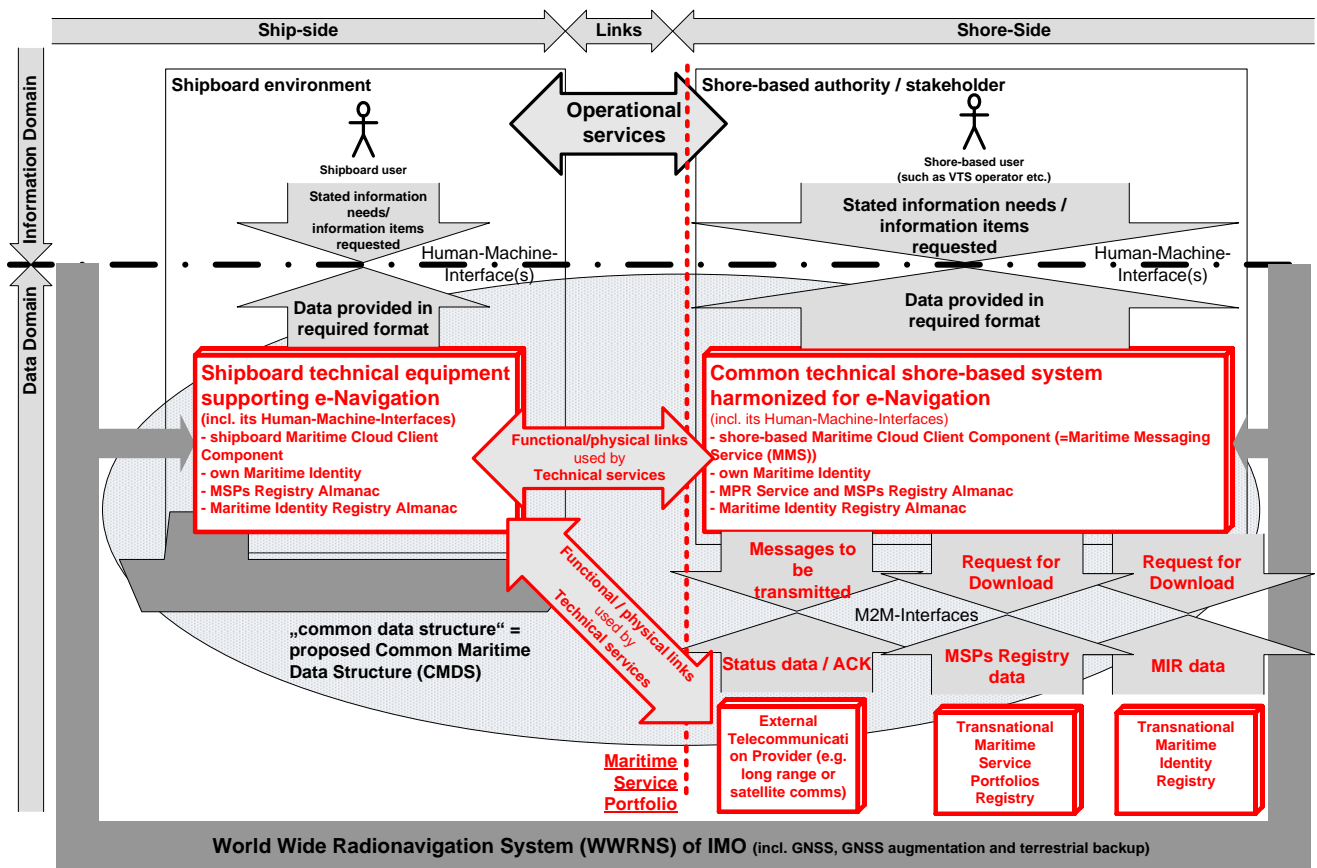 Ship-side
Links
Shore-Side
Information Domain
Data Domain
Shipboard environment
Operational
services
Shore-based authority / stakeholder
Shipboard user
Shore-based user
(such as VTS operator etc.)
Stated information
needs/
information items
requested
Stated information needs /
information items
requested
Human-Machine-
Interface(s)
Human-Machine-
Interface(s)
Data provided in
required format
Data provided in
required format
Shipboard technical equipment
supporting e-Navigation
(incl. its Human-Machine-Interfaces)
- shipboard Maritime Cloud Client
Component
- own Maritime Identity
- MSPs Registry Almanac
- Maritime Identity Registry Almanac
Functional/physical links
used by
Technical services
Common technical shore-based system
harmonized for e-Navigation
(incl. its Human-Machine-Interfaces)
- shore-based Maritime Cloud Client Component (=Maritime Messaging
Service (MMS))
- own Maritime Identity
- MPR Service and MSPs Registry Almanac
- Maritime Identity Registry Almanac
Functional / physical links
used by
Technical services
Messages to
be
transmitted
Request for
Download
Request for
Download
M2M-Interfaces
„common data structure“ =
proposed Common Maritime
Data Structure (CMDS)
Status data / ACK
MSPs Registry
data
MIR data
External
Telecommunicati
on Provider (e.g.
long range or
satellite comms)
Transnational
Maritime
Service
Portfolios
Registry
Transnational
Maritime
Identity
Registry
Maritime
Service
Portfolio
World Wide Radionavigation System (WWRNS) of IMO (incl. GNSS, GNSS augmentation and terrestrial backup)